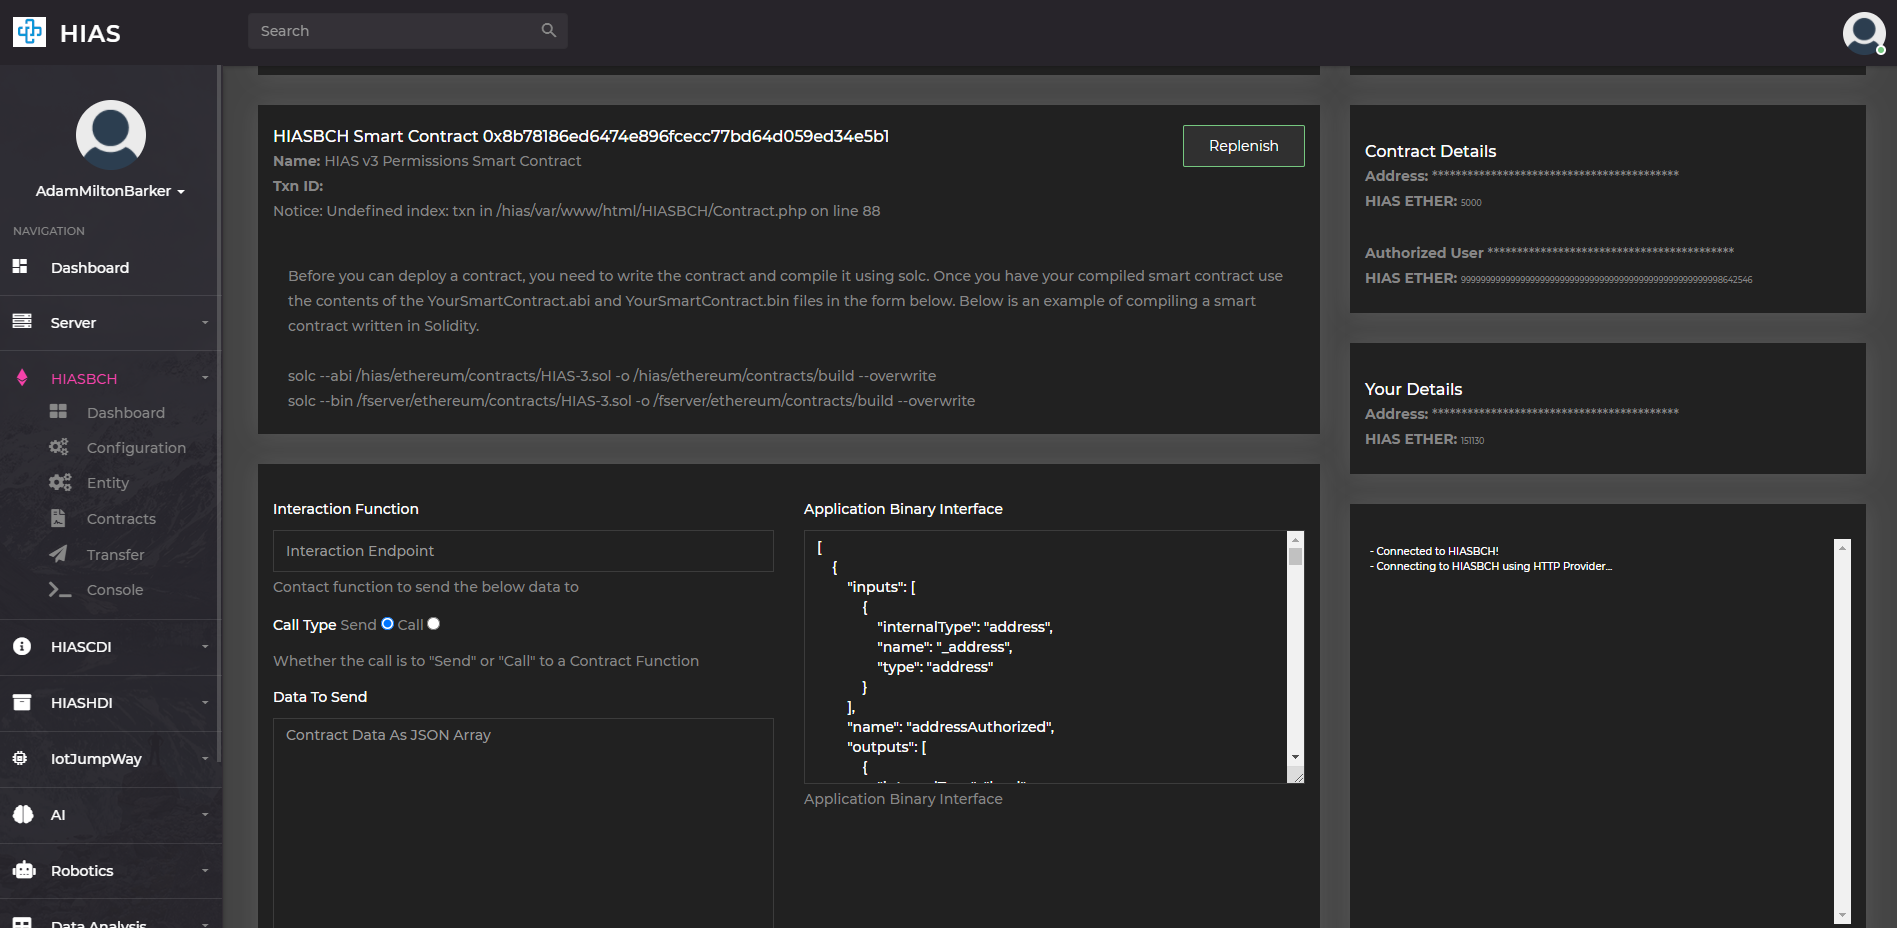 HIAS
Search
AdamMiltonBarker
NAVIGATION
Dashboard
Server
HIASBCH
Dashboard
Configuration
Entity
Contracts
Transfer
Console
HIASCDI
HIASHDI
IotJumpWay
AI
Robotics
Data Analysis
HIASBCH Smart Contract 0x8b78186ed6474e896fcecc77bd64d059ed34e5b1
Replenish
Name: HIAS v3 Permissions Smart Contract
Txn ID:
Notice: Undefined index: txn in /hias/var/www/html/HIASBCH/Contract.php on line 88
Before you can deploy a contract, you need to write the contract and compile it using solc. Once you have your compiled smart contract use
the contents of the YourSmartContract.abi and YourSmartContract.bin files in the form below. Below is an example of compiling a smart
contract written in Solidity.
solc --abi /hias/ethereum/contracts/HIAS-3.sol -o /hias/ethereum/contracts/build --overwrite
solc --bin /fserver/ethereum/contracts/HIAS-3.sol -o /fserver/ethereum/contracts/build --overwrite
Interaction Function
Interaction Endpoint
Contact function to send the below data to
Call Type Send Call
Whether the call is to "Send" or "Call" to a Contract Function
Data To Send
Contract Data As JSON Array
Application Binary Interface
[
{
"inputs": [
{
"internalType": "address",
"name": "_address",
"type": "address"
}
],
"name": "addressAuthorized",
"outputs": [
{
Application Binary Interface
Contract Details
Address: ******************************************
HIAS ETHER: 5000
Authorized User ******************************************
HIAS ETHER:
Your Details
Address: ******************************************
HIAS ETHER: 151130
- Connected to HIASBCH!
- Connecting to HIASBCH using HTTP Provider...